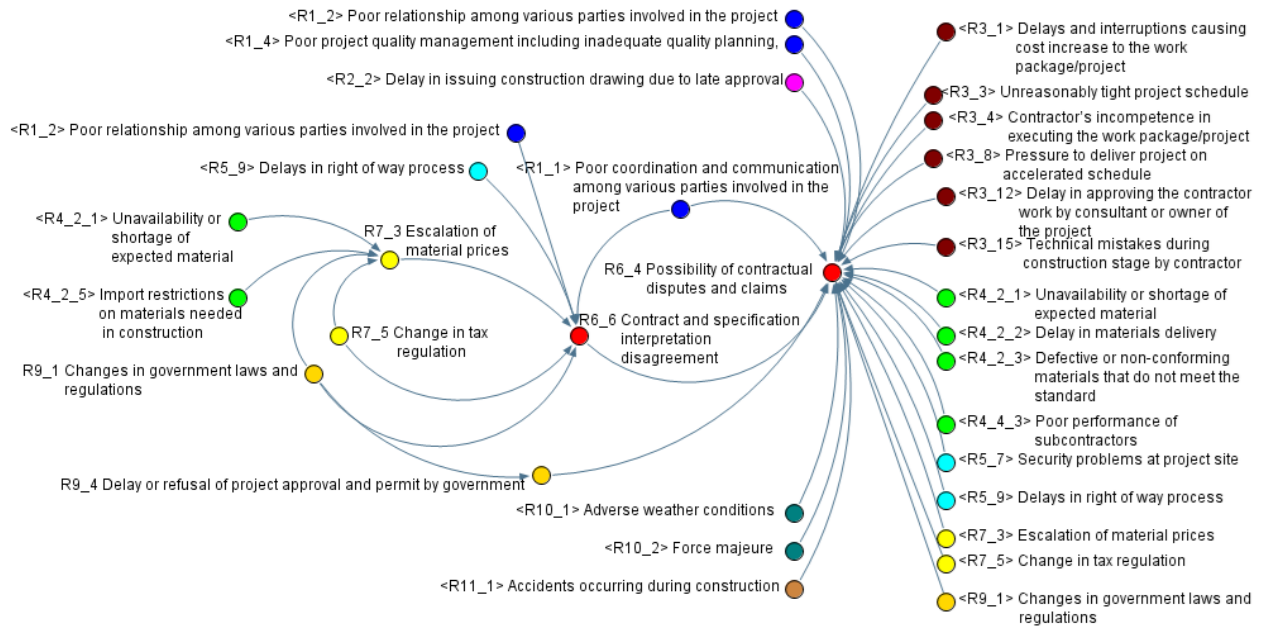 <R1_2> Poor relationship among various parties involved in the project
<R1_4> Poor project quality management including inadequate quality planning,
<R2_2> Delay in issuing construction drawing due to late approval
<R1_2> Poor relationship among various parties involved in the project
<R5_9> Delays in right of way process
<R1_1> Poor coordination and communication
among various parties involved in the
project
<R4_2_1> Unavailability or
shortage of
expected material
R7_3 Escalation of
material prices
<R4_2_5> Import restrictions
on materials needed
in construction
R7_5 Change in tax
regulation
R9_1 Changes in government laws and
regulations
R6_4 Possibility of contractual
disputes and claims
R6_6 Contract and specification
interpretation
disagreement
R9_4 Delay or refusal of project approval and permit by government
<R10_1> Adverse weather conditions
<R10_2> Force majeure
<R11_1> Accidents occurring during construction
<R3_1> Delays and interruptions causing
cost increase to the work
package/project
<R3_3> Unreasonably tight project schedule
<R3_4> Contractor's incompetence in
executing the work package/project
<R3_8> Pressure to deliver project on
accelerated schedule
<R3_12> Delay in approving the contractor
work by consultant or owner of
the project
<R3_15> Technical mistakes during
construction stage by contractor
<R4_2_1> Unavailability or shortage of
expected material
<R4_2_2> Delay in materials delivery
<R4_2_3> Defective or non-conforming
materials that do not meet the
standard
<R4_4_3> Poor performance of
subcontractors
<R5_7> Security problems at project site
<R5_9> Delays in right of way process
<R7_3> Escalation of material prices
<R7_5> Change in tax regulation
<R9_1> Changes in government laws and
regulations